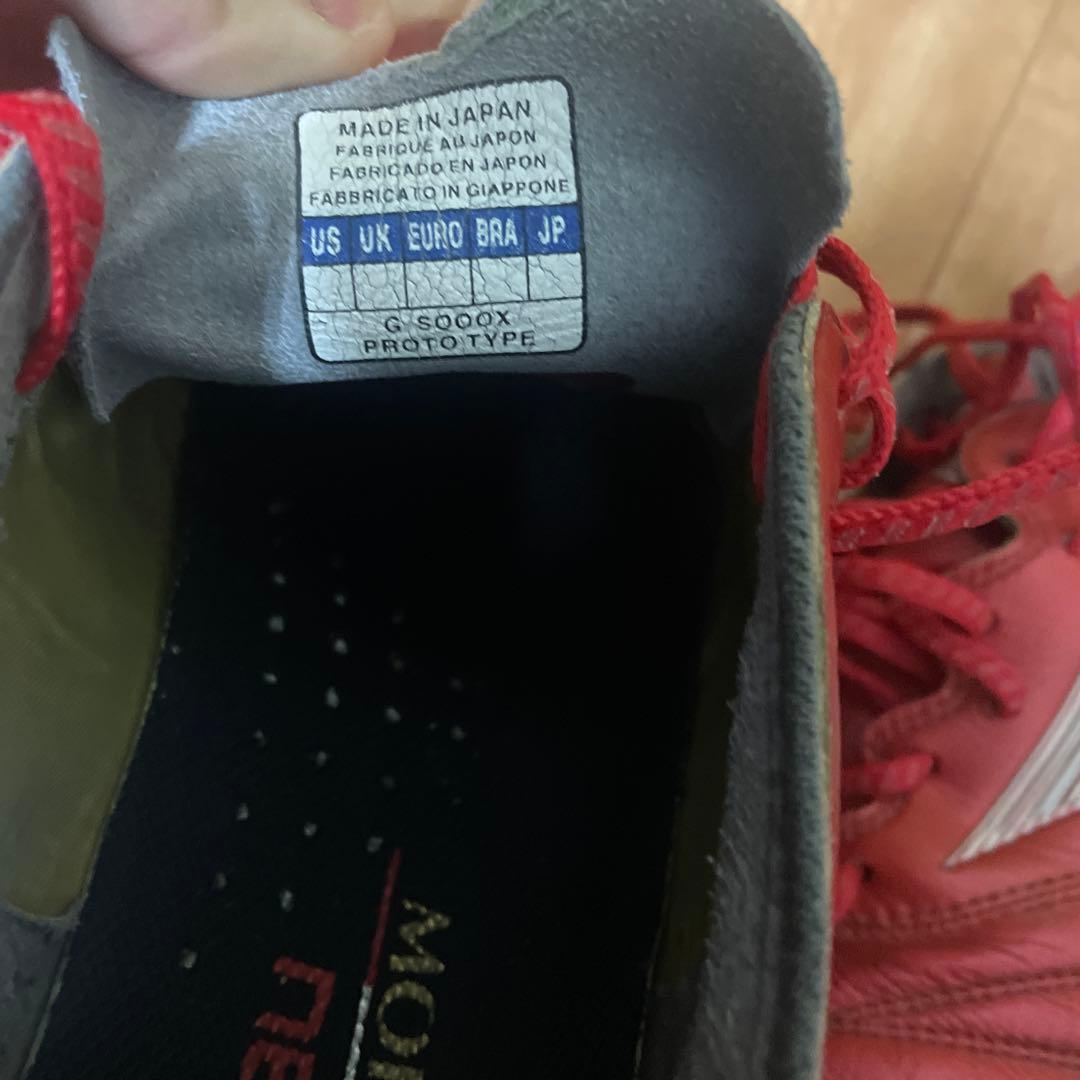 MADE IN JAPAN
FABRIQUE AU JAPON
FABRICADO EN JAPON
FABBRICATO IN GIAPPONE
US UK EURO BRA JP
G SOOOX
PROTO TYPE